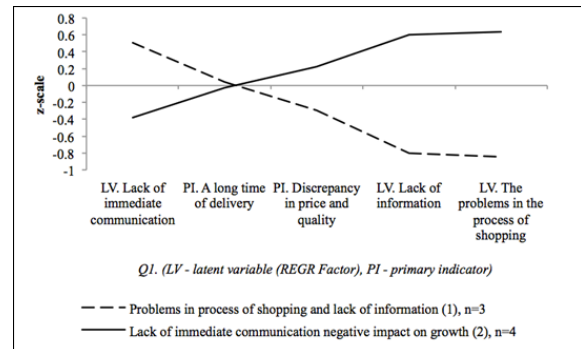 0.8
0.6
0.4
0.2
0
-0.2
-0.4
-0.6
-0.8
-1
z-scale
LV. Lack of immediate communication
PI. A long time of delivery
PI. Discrepancy in price and quality
LV. Lack of information
LV. The problems in the process of shopping
Q1. (LV - latent variable (REGR Factor), PI - primary indicator)
Problems in process of shopping and lack of information (1), n=3
Lack of immediate communication negative impact on growth (2), n=4